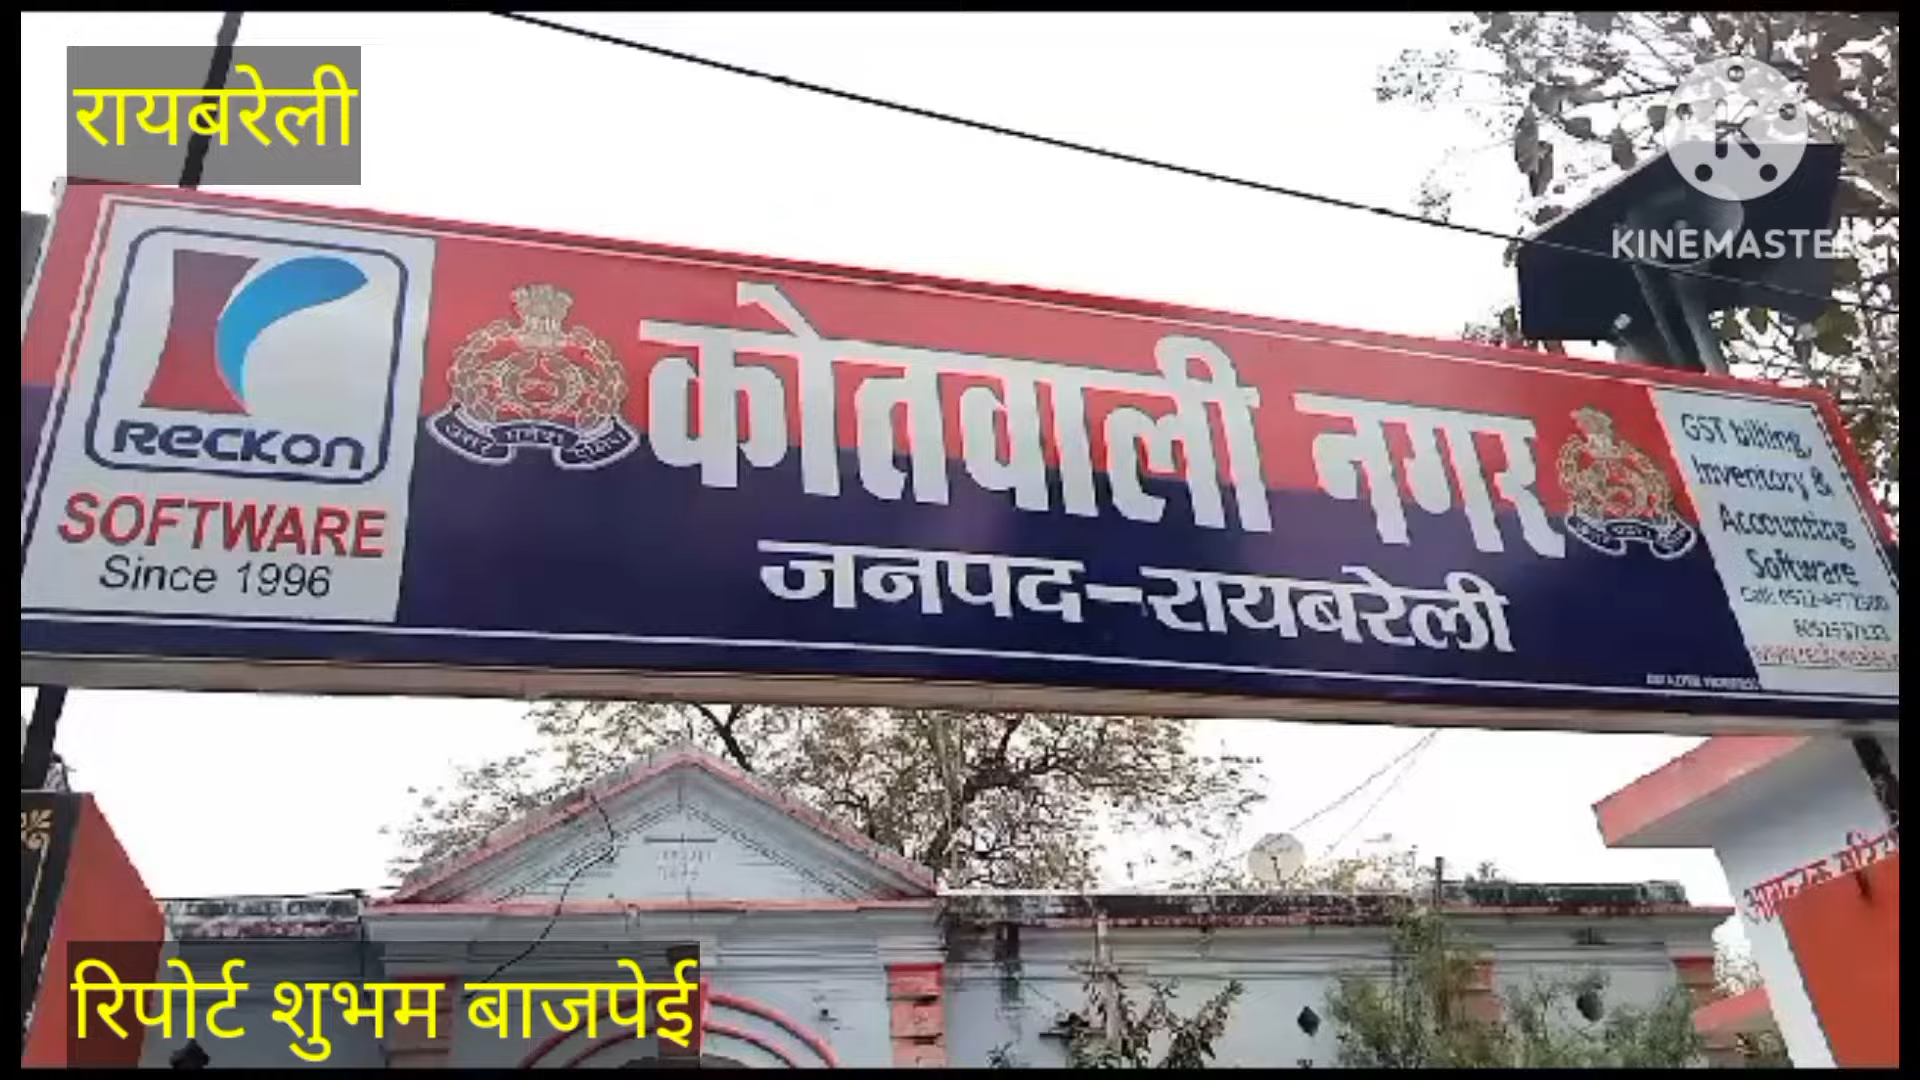 रायबरेली
KINEMASTER
RECKON
SOFTWARE
Since 1996
कोतवाली नगर
जनपद-रायबरेली
GST billing,
Inventory &
Accounting
Software
रिपोर्ट शुभम बाजपेई